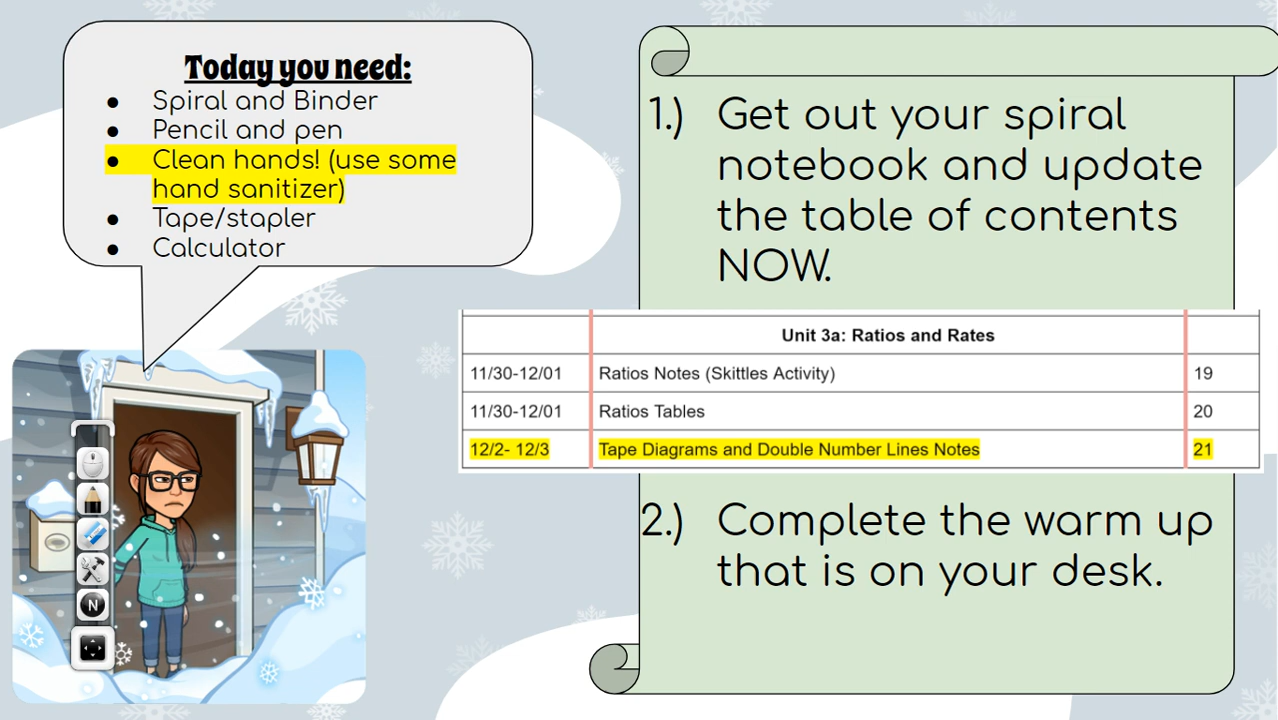 Today you need:
● Spiral and Binder
● Pencil and pen
● Clean hands! (use some
hand sanitizer)
● Tape/stapler
● Calculator
1.) Get out your spiral
notebook and update
the table of contents
NOW.
Unit 3a: Ratios and Rates
11/30-12/01 Ratios Notes (Skittles Activity) 19
11/30-12/01 Ratios Tables 20
12/2- 12/3 Tape Diagrams and Double Number Lines Notes 21
2.) Complete the warm up
that is on your desk.
N